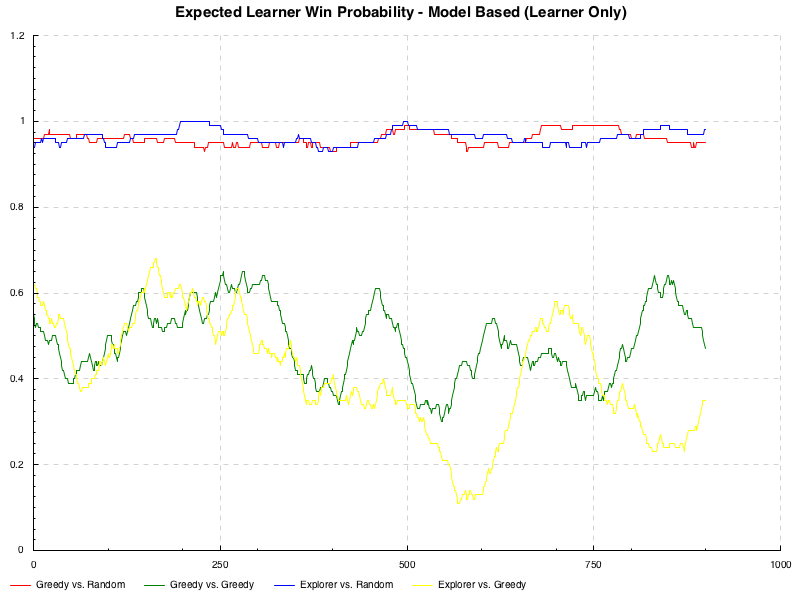 Expected Learner Win Probability - Model Based (Learner Only)
1.2
1
0.8
0.6
0.4
0.2
0
0 250 500 750 1000
Greedy vs. Random Greedy vs. Greedy Explorer vs. Random Explorer vs. Greedy